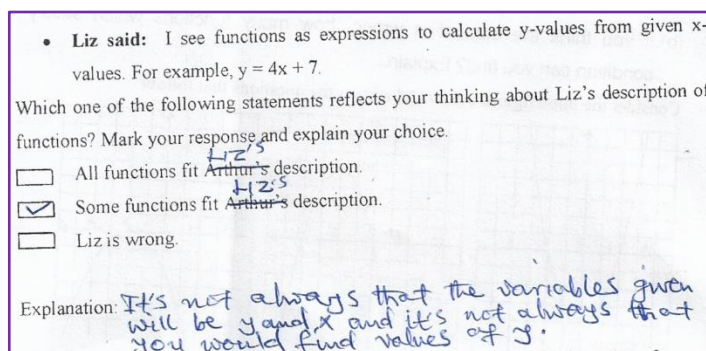 • Liz said: I see functions as expressions to calculate y-values from given x-
values. For example, y = 4x + 7.
Which one of the following statements reflects your thinking about Liz's description of
functions? Mark your response and explain your choice.
LIZ'S
All functions fit Arthur's description.
LIZ'S
Some functions fit Arthur's description.
Liz is wrong.
Explanation: It's not always that the variables given
will be y and x and it's not always that
you would find values of y.